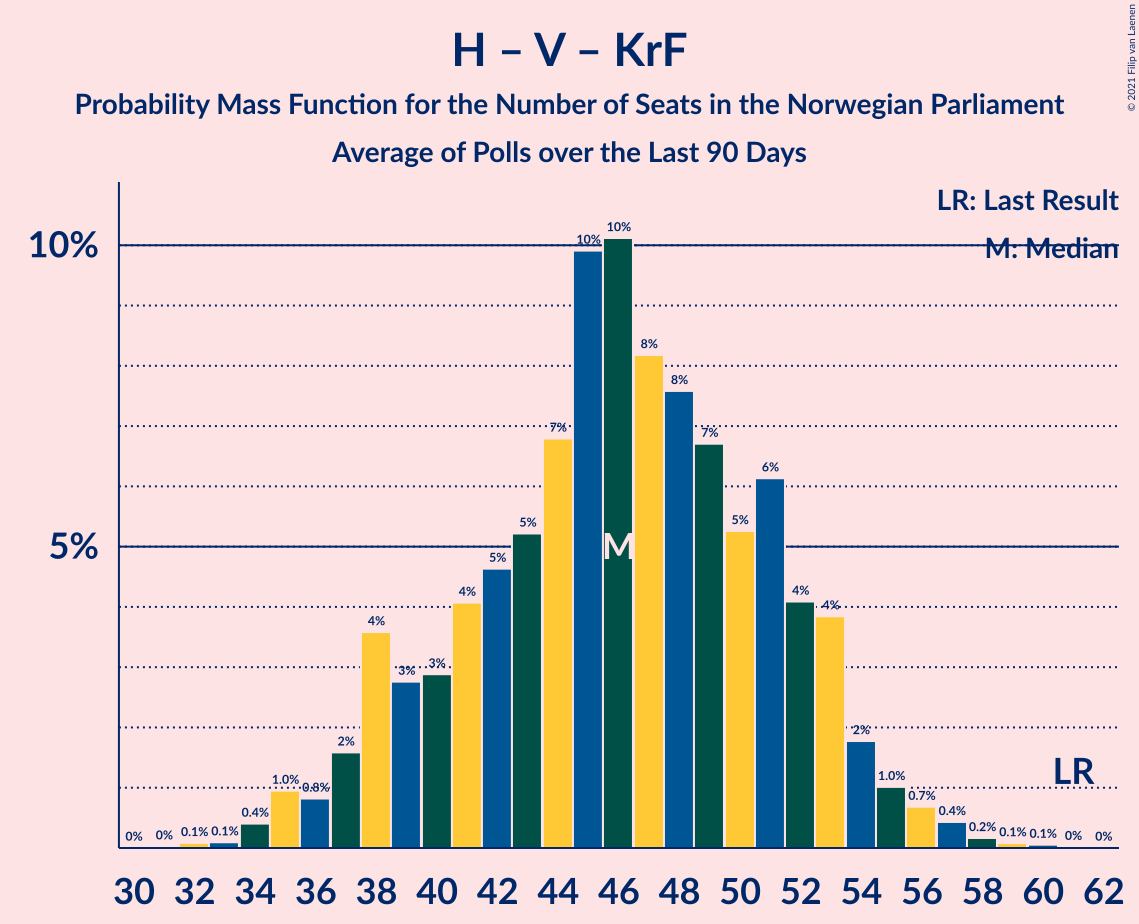 H – V – KrF
Probability Mass Function for the Number of Seats in the Norwegian Parliament
Average of Polls over the Last 90 Days
© 2021 Filip van Laenen
LR: Last Result
M: Median
10%
5%
0% 0% 0.1% 0.1% 0.4% 1.0% 0.8% 2% 4% 3% 3% 4% 5% 5% 7% 10% 10% 8% 8% 7% 5% 6% 4% 4% 2% 1.0% 0.7% 0.4% 0.2% 0.1% 0.1% 0% 0%
M
LR
30 32 34 36 38 40 42 44 46 48 50 52 54 56 58 60 62